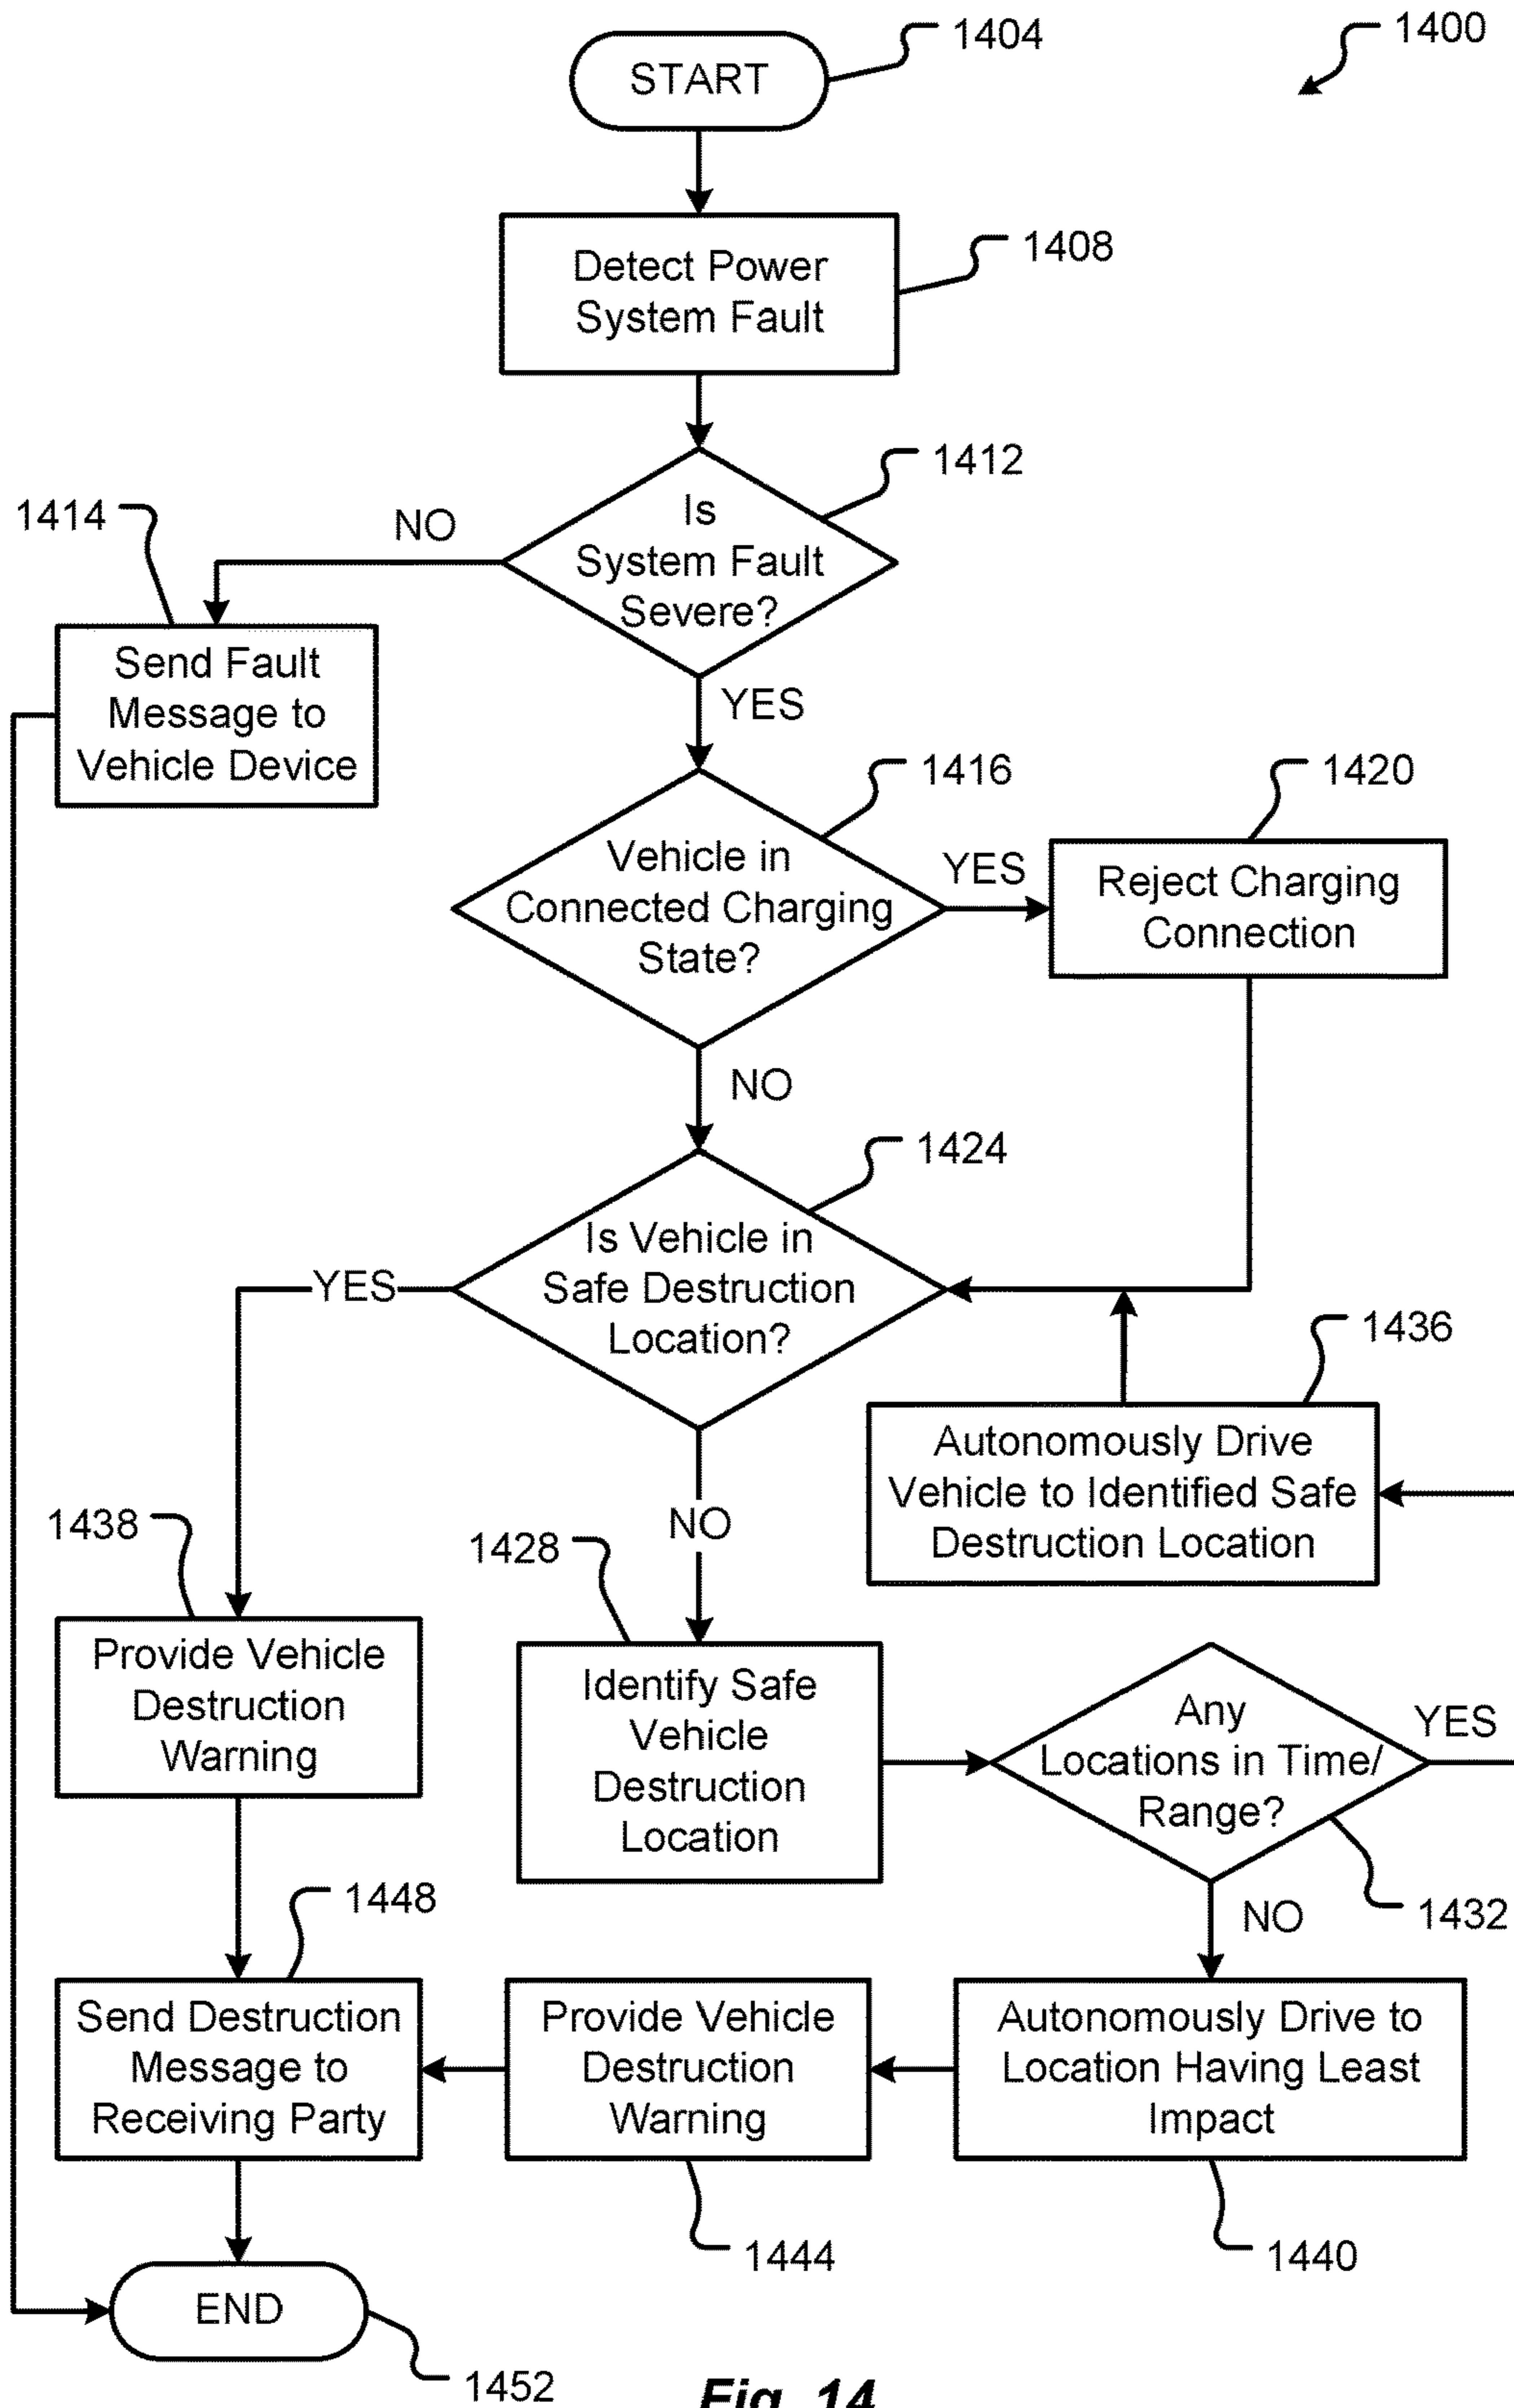 1404
1400
START
1408
Detect Power
System Fault
1412
Is
System Fault
Severe?
NO
1414
Send Fault
Message to
Vehicle Device
YES
1416
Vehicle in
Connected Charging
State?
YES
1420
Reject Charging
Connection
NO
1424
Is Vehicle in
Safe Destruction
Location?
YES
1436
Autonomously Drive
Vehicle to Identified Safe
Destruction Location
NO
1438
Provide Vehicle
Destruction
Warning
1428
Identify Safe
Vehicle
Destruction
Location
Any
Locations in Time/
Range?
YES
1432
NO
1448
Send Destruction
Message to
Receiving Party
Provide Vehicle
Destruction
Warning
1444
Autonomously Drive to
Location Having Least
Impact
1440
END
1452
Fig. 14